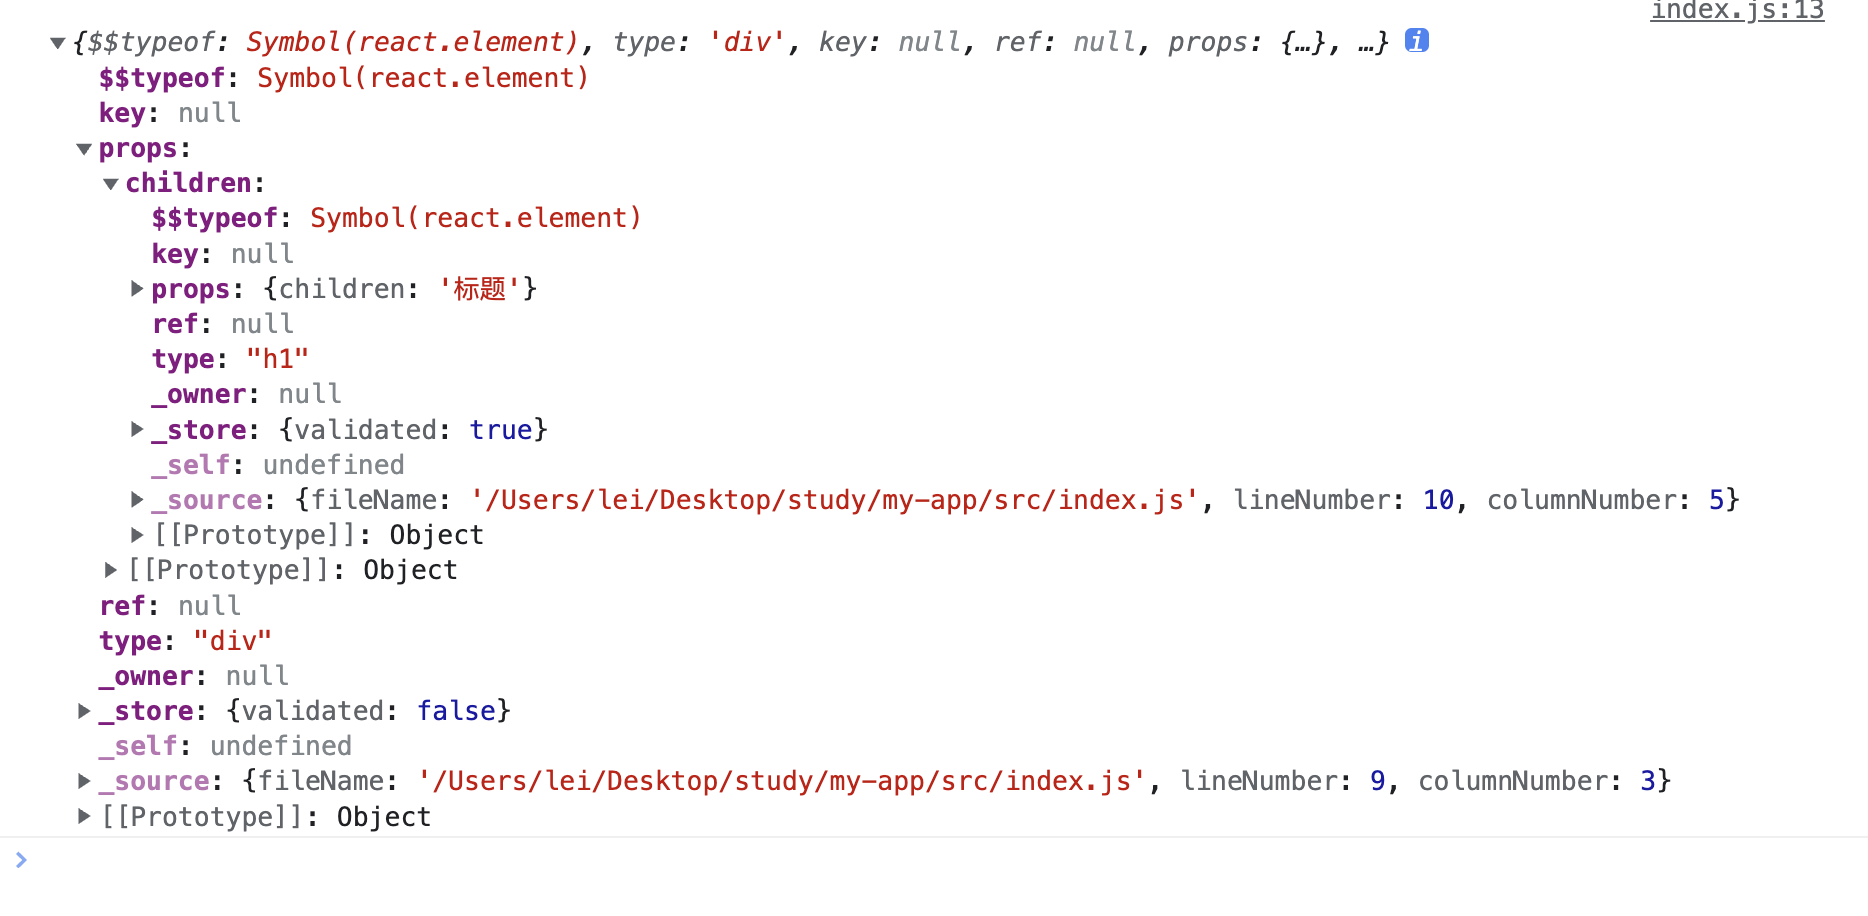 index.js:13
{$$typeof: Symbol(react.element), type: 'div', key: null, ref: null, props: {…}, …} i
$$typeof: Symbol(react.element)
key: null
props:
children:
$$typeof: Symbol(react.element)
key: null
props: {children: '标题'}
ref: null
type: "h1"
_owner: null
_store: {validated: true}
_self: undefined
_source: {fileName: '/Users/lei/Desktop/study/my-app/src/index.js', lineNumber: 10, columnNumber: 5}
[[Prototype]]: Object
[[Prototype]]: Object
ref: null
type: "div"
_owner: null
_store: {validated: false}
_self: undefined
_source: {fileName: '/Users/lei/Desktop/study/my-app/src/index.js', lineNumber: 9, columnNumber: 3}
[[Prototype]]: Object